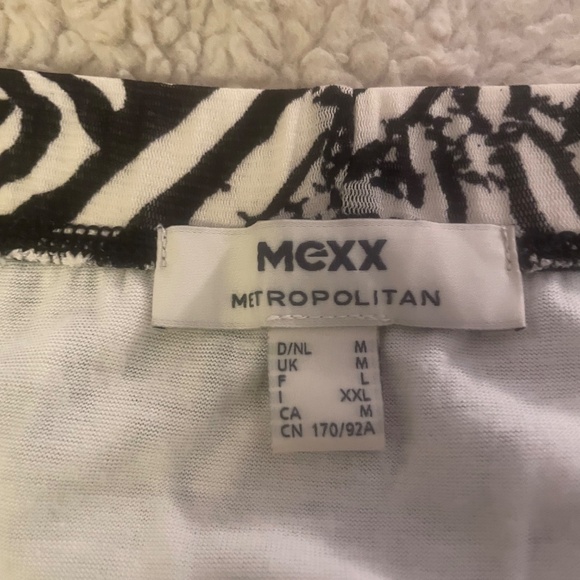 Mexx
METROPOLITAN
D/NL M
UK M
F L
I XXL
CA M
CN 170/92A